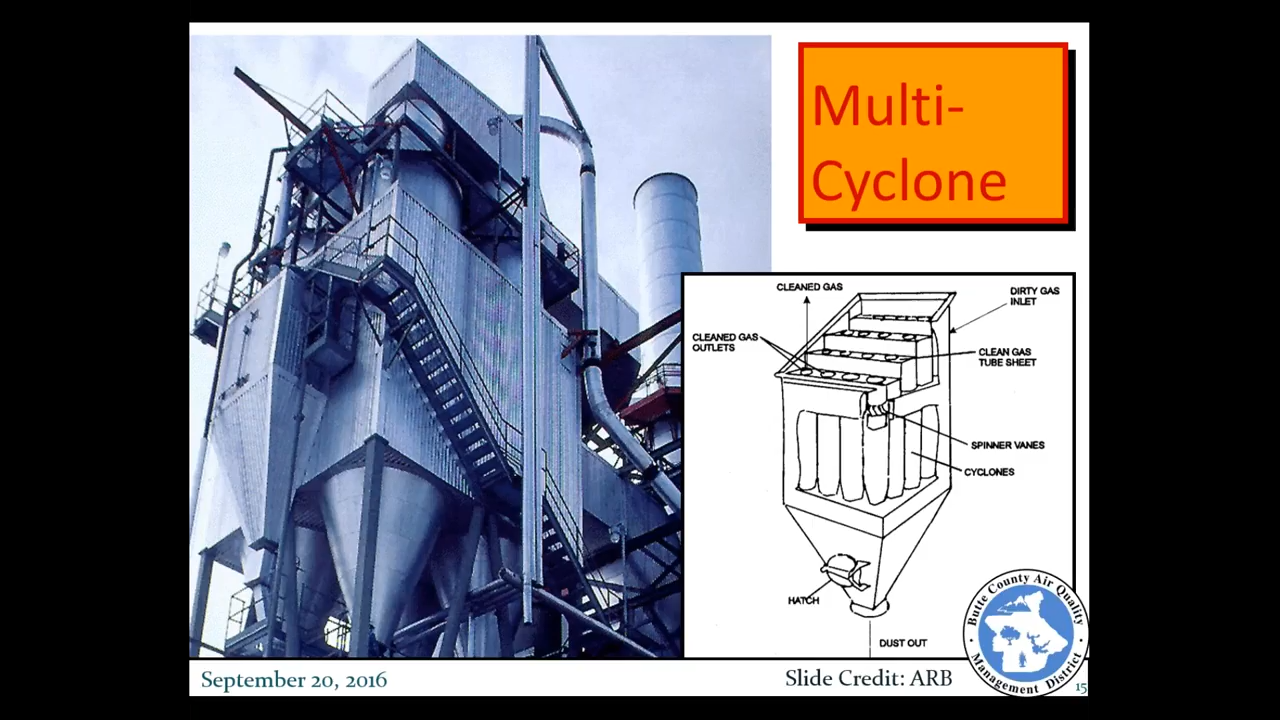 Multi-
Cyclone
CLEANED GAS
DIRTY GAS
INLET
CLEANED GAS
OUTLETS
CLEAN GAS
TUBE SHEET
SPINNER VANES
CYCLONES
HATCH
DUST OUT
Butte County Air Quality
Management District
September 20, 2016
Slide Credit: ARB
15